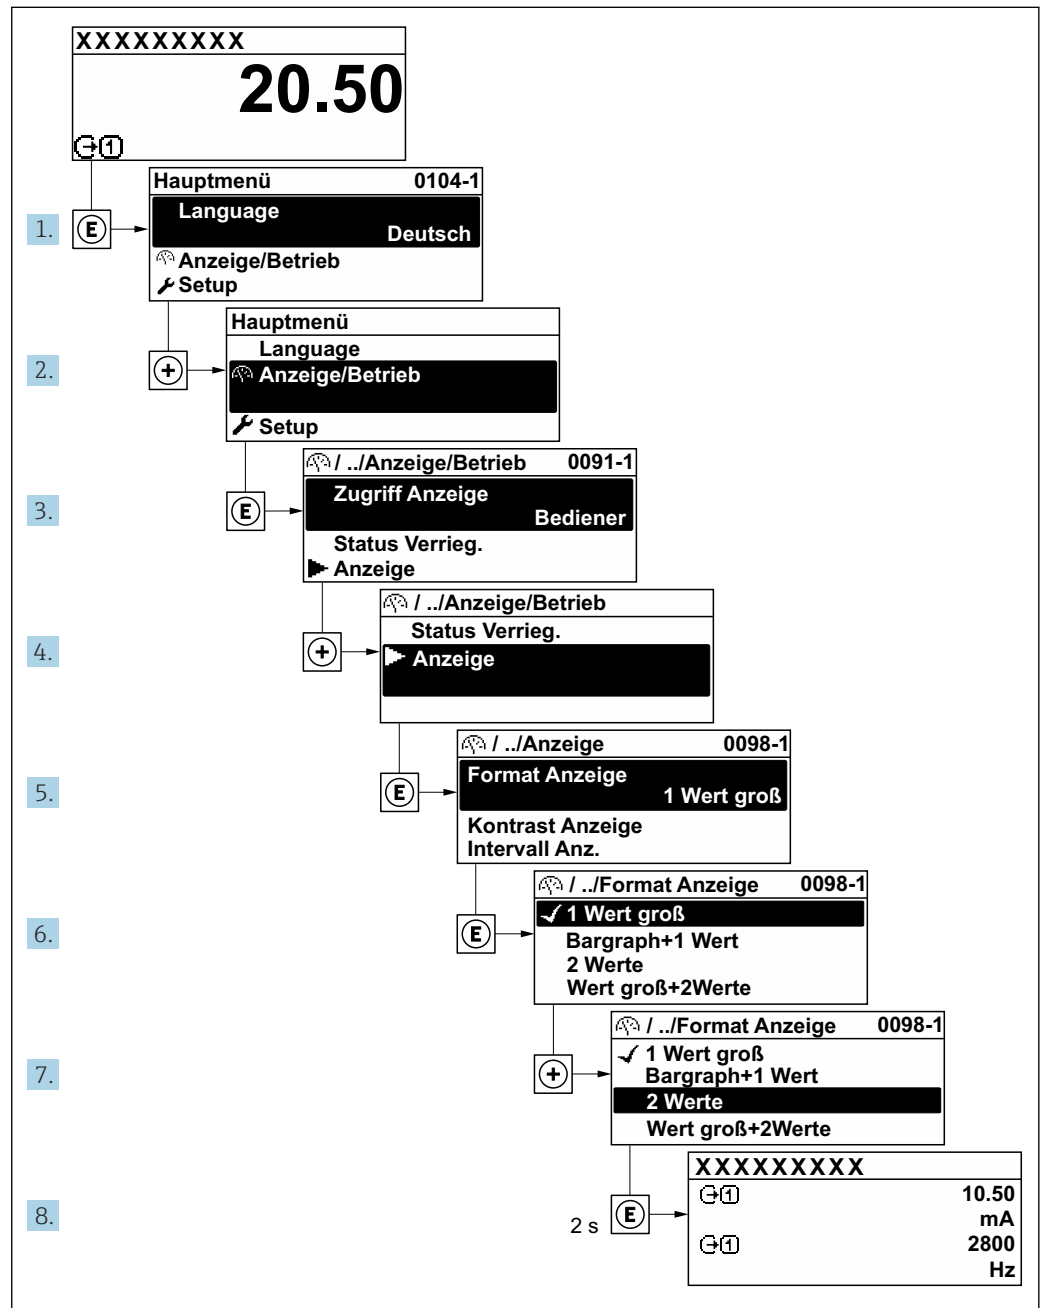 XXXXXXXXX
20.50
1
Hauptmenü 0104-1
1. E Language
Deutsch
Anzeige/Betrieb
Setup
Hauptmenü
Language
2. + Anzeige/Betrieb
Setup
/ ../Anzeige/Betrieb 0091-1
3. E Zugriff Anzeige
Bediener
Status Verrieg.
Anzeige
/ ../Anzeige/Betrieb
Status Verrieg.
4. + Anzeige
/ ../Anzeige 0098-1
5. E Format Anzeige
1 Wert groß
Kontrast Anzeige
Intervall Anz.
/ ../Format Anzeige 0098-1
1 Wert groß
6. E Bargraph+1 Wert
2 Werte
Wert groß+2Werte
/ ../Format Anzeige 0098-1
1 Wert groß
7. + Bargraph+1 Wert
2 Werte
Wert groß+2Werte
XXXXXXXXX
1 10.50
8. 2 s E mA
1 2800
Hz